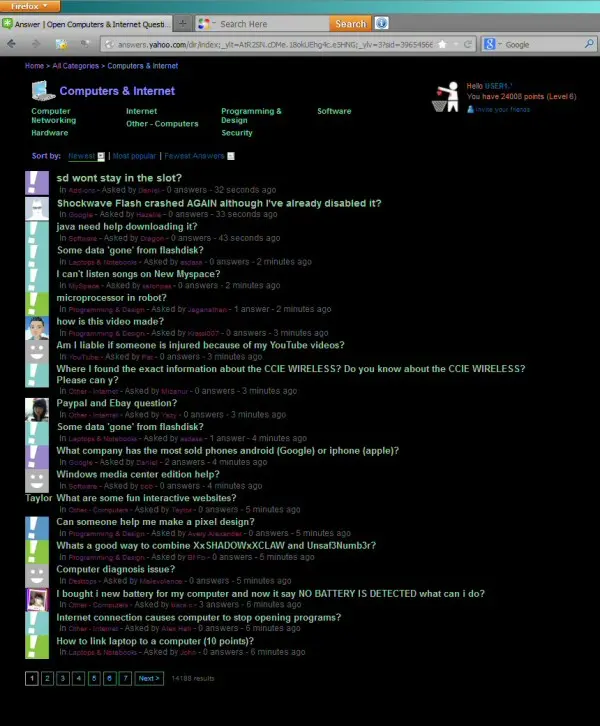 Firefox
Answer | Open Computers & Internet Questi...
Search Here
Search
answers.yahoo.com/dir/index;_ylt=
Google
Home > All Categories > Computers & Internet
Computers & Internet
Hello USER1.'
You have 24008 points (Level 6)
Invite your friends
Computer Networking
Internet
Programming & Design
Software
Hardware
Other - Computers
Security
Sort by: Newest | Most popular | Fewest Answers
sd wont stay in the slot?
In Add-ons - Asked by Daniel - 0 answers - 32 seconds ago
Shockwave Flash crashed AGAIN although I've already disabled it?
In Google - Asked by - 0 answers - 33 seconds ago
java need help downloading it?
In Software - Asked by Dragon - 0 answers - 43 seconds ago
Some data 'gone' from flashdisk?
In Laptops & Notebooks - Asked by asdase - 0 answers - 2 minutes ago
I can't listen songs on New Myspace?
In MySpace - Asked by - 0 answers - 2 minutes ago
microprocessor in robot?
In Programming & Design - Asked by Jaganathan - 1 answer - 2 minutes ago
how is this video made?
In Programming & Design - Asked by - 0 answers - 3 minutes ago
Am I liable if someone is injured because of my YouTube videos?
In YouTube - Asked by Pat - 0 answers - 3 minutes ago
Where I found the exact information about the CCIE WIRELESS? Do you know about the CCIE WIRELESS?
Please can y?
In Other - Internet - Asked by Mizanur - 0 answers - 3 minutes ago
Paypal and Ebay question?
In Other - Internet - Asked by - 0 answers - 3 minutes ago
Some data 'gone' from flashdisk?
In Laptops & Notebooks - Asked by asdase - 1 answer - 4 minutes ago
What company has the most sold phones android (Google) or iphone (apple)?
In Google - Asked by Daniel - 2 answers - 4 minutes ago
Windows media center edition help?
In Software - Asked by bob - 0 answers - 4 minutes ago
Taylor
What are some fun interactive websites?
In Other - Computers - Asked by Taylor - 0 answers - 5 minutes ago
Can someone help me make a pixel design?
In Programming & Design - Asked by Avery Alexander - 0 answers - 5 minutes ago
Whats a good way to combine XxSHADOWxXCLAW and Unsaf3Numb3r?
In Programming & Design - Asked by - 0 answers - 5 minutes ago
Computer diagnosis issue?
In Desktops - Asked by Malevolence - 0 answers - 5 minutes ago
I bought i new battery for my computer and now it say NO BATTERY IS DETECTED what can i do?
In Other - Computers - Asked by - 3 answers - 6 minutes ago
Internet connection causes computer to stop opening programs?
In Other - Internet - Asked by Alex Hall - 0 answers - 6 minutes ago
How to link laptop to a computer (10 points)?
In Laptops & Notebooks - Asked by John - 0 answers - 6 minutes ago
1 2 3 4 5 6 7 Next > 14188 results